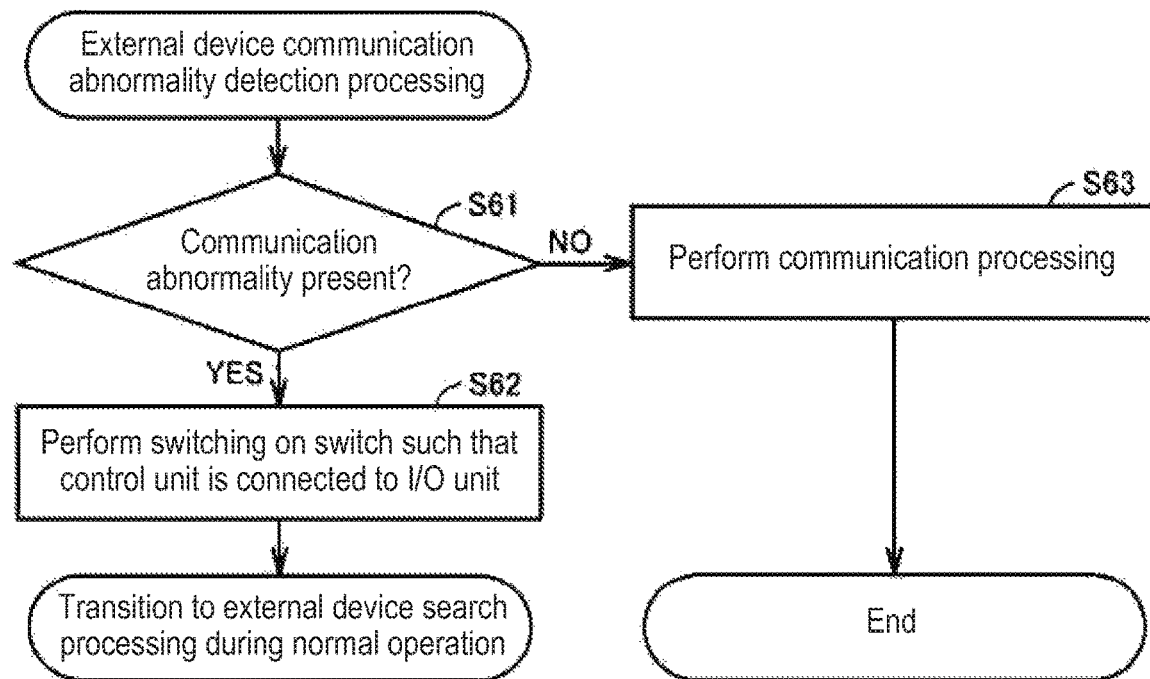 External device communication
abnormality detection processing
S61
Communication
abnormality present?
NO
S63
Perform communication processing
YES
S62
Perform switching on switch such that
control unit is connected to I/O unit
Transition to external device search
processing during normal operation
End